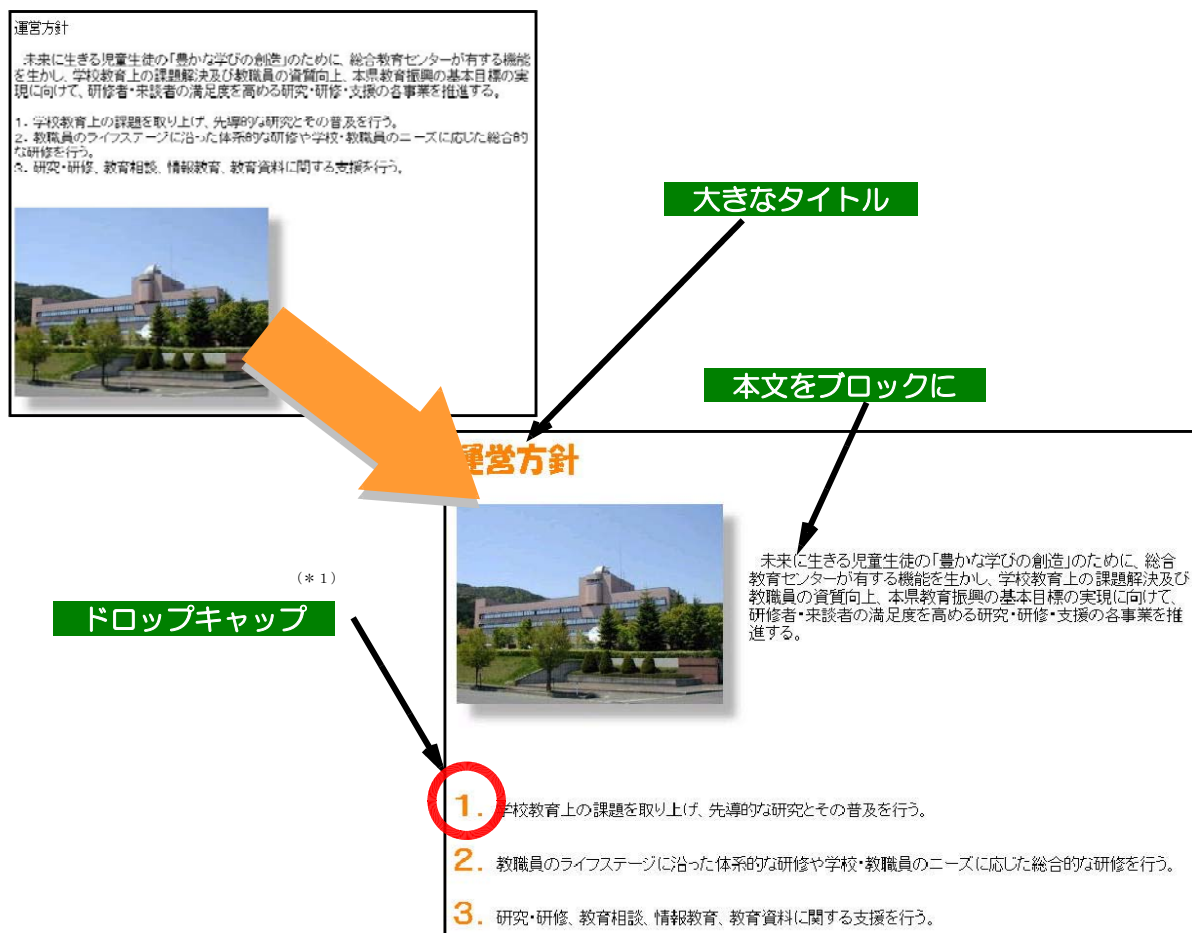 運営方針
未来に生きる児童生徒の「豊かな学びの創造」のために、総合教育センターが有する機能
を生かし、学校教育上の課題解決及び教職員の資質向上、本県教育振興の基本目標の実
現に向けて、研修者・来談者の満足度を高める研究・研修・支援の各事業を推進する。
1. 学校教育上の課題を取り上げ、先導的な研究とその普及を行う。
2. 教職員のライフステージに沿った体系的な研修や学校・教職員のニーズに応じた総合的
な研修を行う。
3. 研究・研修、教育相談、情報教育、教育資料に関する支援を行う。
大きなタイトル
本文をブロックに
運営方針
未来に生きる児童生徒の「豊かな学びの創造」のために、総合
教育センターが有する機能を生かし、学校教育上の課題解決及び
教職員の資質向上、本県教育振興の基本目標の実現に向けて、
研修者・来談者の満足度を高める研究・研修・支援の各事業を推
進する。
(＊1)
ドロップキャップ
1. 学校教育上の課題を取り上げ、先導的な研究とその普及を行う。
2. 教職員のライフステージに沿った体系的な研修や学校・教職員のニーズに応じた総合的な研修を行う。
3. 研究・研修、教育相談、情報教育、教育資料に関する支援を行う。